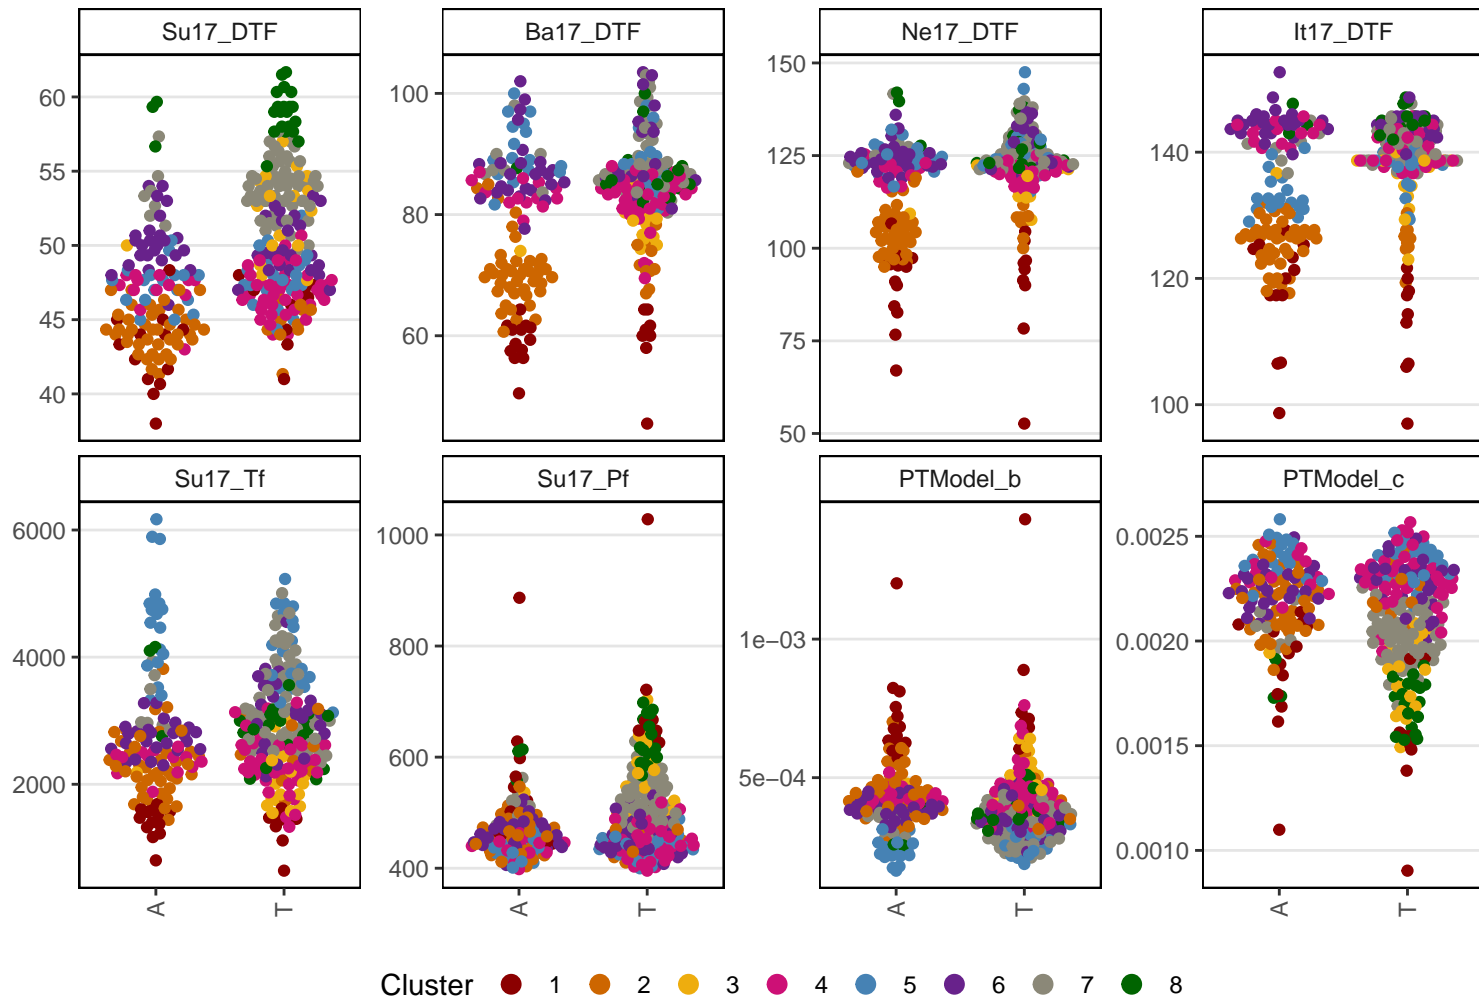 Su17_DTF
Ba17_DTF
Ne17_DTF
It17_DTF
60
55
50
45
40
100
80
60
150
125
100
75
50
140
120
100
Su17_Tf
Su17_Pf
PTModel_b
PTModel_c
6000
4000
2000
1000
800
600
400
1e−03
5e−04
0.0025
0.0020
0.0015
0.0010
A
T
A
T
A
T
A
T
Cluster 1 2 3 4 5 6 7 8